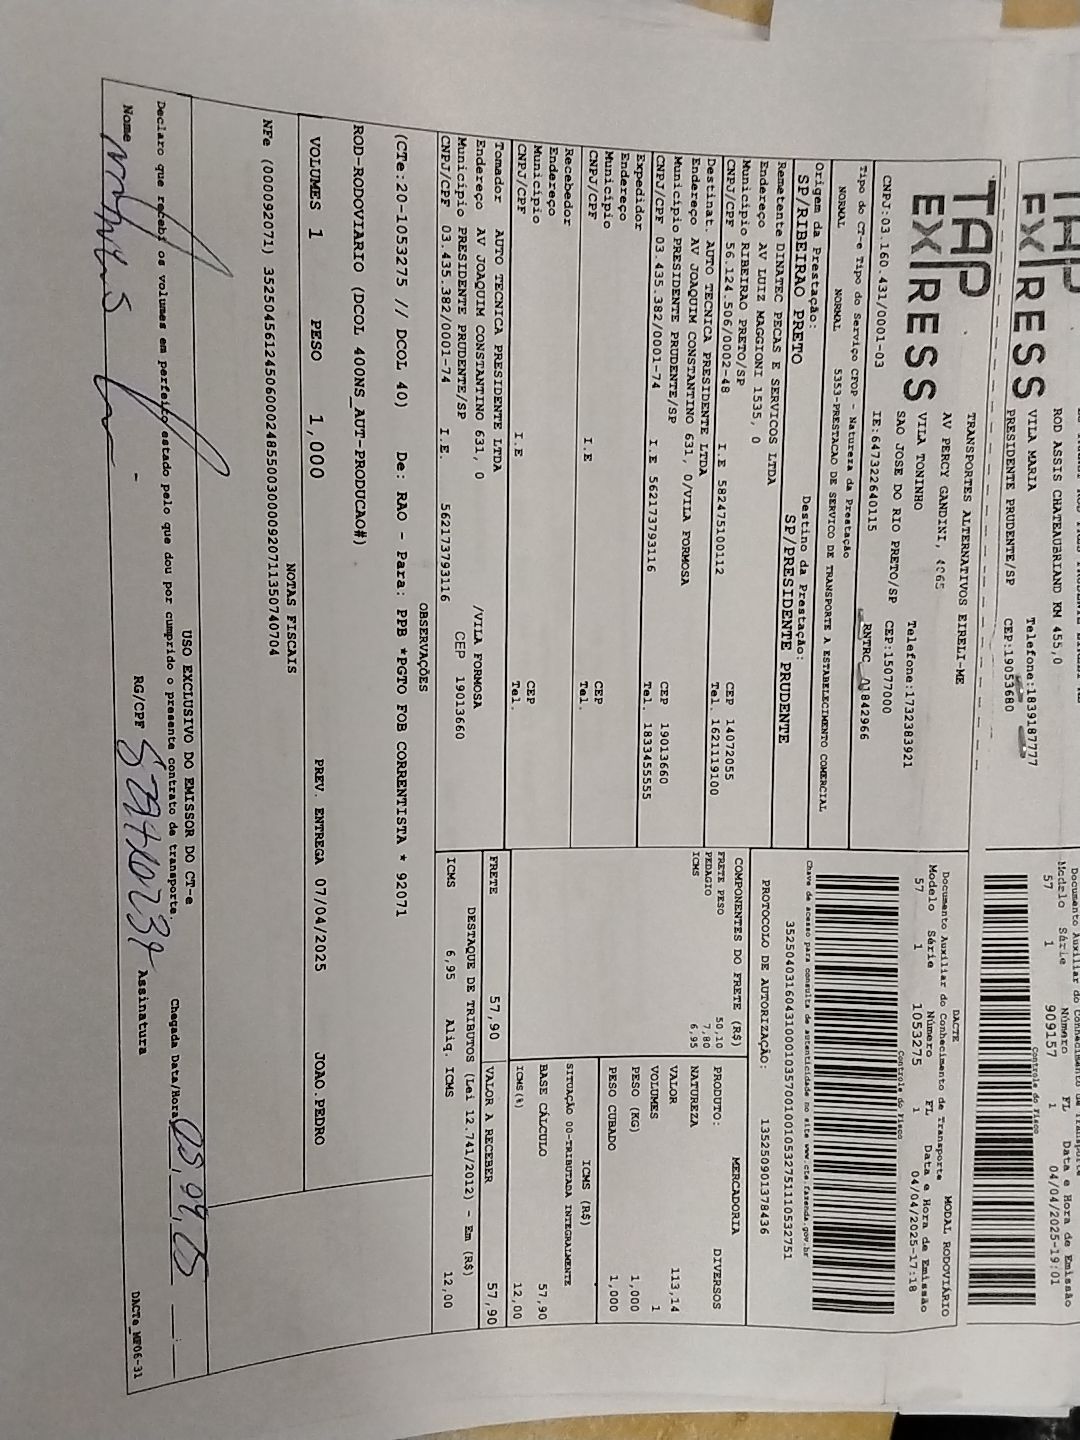 TAP
EXPRESS
ROD ASSIS CHATEAUBRIAND KM 455,0
VILA MARIA Telefone:1839187777
PRESIDENTE PRUDENTE/SP CEP:19053680
Modelo Série Número FL Data e Hora de Emissão
57 1 909157 1 04/04/2025-19:01
Controle do Fisco
TAP
EXPRESS
TRANSPORTES ALTERNATIVOS EIRELI-ME
AV PERCY GANDINI, 4065
VILA TONINHO Telefone:1732383921
SAO JOSE DO RIO PRETO/SP CEP:15077000
CNPJ:03.160.431/0001-03 IE:647322640115 RNTRC 01842966
DACTE MODAL RODOVIÁRIO
Documento Auxiliar do Conhecimento de Transporte
Modelo Série Número FL Data e Hora de Emissão
57 1 1053275 1 04/04/2025-17:18
Controle do Fisco
Tipo do CT-e Tipo do Serviço CFOP - Natureza da Prestação
NORMAL NORMAL 5353-PRESTACAO DE SERVICO DE TRANSPORTE A ESTABELECIMENTO COMERCIAL
Chave de acesso para consulta de autenticidade no site www.cte.fazenda.gov.br
35250403160431000103570010010532751110532751
Origem da Prestação: Destino da Prestação:
SP/RIBEIRAO PRETO SP/PRESIDENTE PRUDENTE
PROTOCOLO DE AUTORIZAÇÃO: 135250901378436
Remetente DINATEC PECAS E SERVICOS LTDA
Endereço AV LUIZ MAGGIONI 1535, 0
Município RIBEIRAO PRETO/SP CEP 14072055
CNPJ/CPF 56.124.506/0002-48 I.E 582475100112 Tel. 1621119100
Destinat. AUTO TECNICA PRESIDENTE LTDA
Endereço AV JOAQUIM CONSTANTINO 631, 0/VILA FORMOSA
Município PRESIDENTE PRUDENTE/SP CEP 19013660
CNPJ/CPF 03.435.382/0001-74 I.E 562173793116 Tel. 1833455555
Expedidor
Endereço
Município CEP
CNPJ/CPF I.E Tel.
Recebedor
Endereço
Município CEP
CNPJ/CPF I.E Tel.
Tomador AUTO TECNICA PRESIDENTE LTDA
Endereço AV JOAQUIM CONSTANTINO 631, 0 /VILA FORMOSA
Município PRESIDENTE PRUDENTE/SP CEP 19013660
CNPJ/CPF 03.435.382/0001-74 I.E. 562173793116
COMPONENTES DO FRETE (R$)
FRETE PESO 50,10
PEDAGIO 7,80
ICMS 6,95
MERCADORIA
PRODUTO: DIVERSOS
NATUREZA
VALOR 113,14
VOLUMES 1
PESO (KG) 1,000
PESO CUBADO 1,000
ICMS (R$)
SITUAÇÃO 00-TRIBUTADA INTEGRALMENTE
BASE CÁLCULO 57,90
ICMS(%) 12,00
FRETE 57,90 VALOR A RECEBER 57,90
DESTAQUE DE TRIBUTOS (Lei 12.741/2012) - Em (R$)
ICMS 6,95 Aliq. ICMS 12,00
OBSERVAÇÕES
(CTe:20-1053275 // DCOL 40) De: RAO - Para: PPB *PGTO FOB CORRENTISTA * 92071
ROD-RODOVIARIO (DCOL 400NS_AUT-PRODUCAO#)
VOLUMES 1 PESO 1,000 PREV. ENTREGA 07/04/2025 JOAO.PEDRO
NOTAS FISCAIS
NFe (000092071) 35250456124506000248550030000920711350740704
USO EXCLUSIVO DO EMISSOR DO CT-e
Declaro que recebi os volumes em perfeito estado pelo que dou por cumprido o presente contrato de transporte. Chegada Data/Hora
Nome RG/CPF Assinatura
DACTe_MF06-31